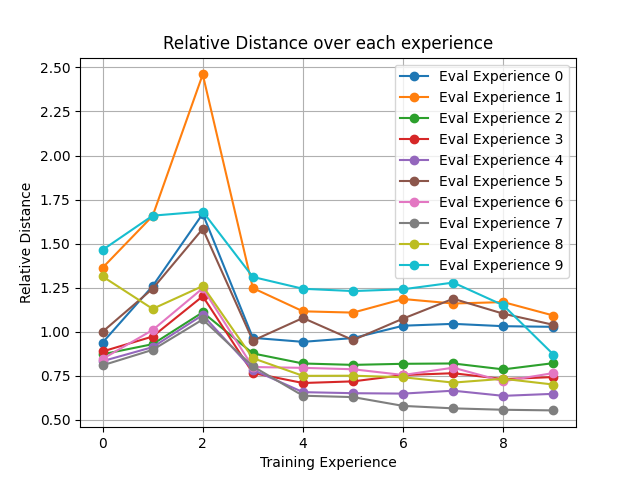 Relative Distance over each experience
2.50
2.25
2.00
1.75
1.50
1.25
1.00
0.75
0.50
Relative Distance
Eval Experience 0
Eval Experience 1
Eval Experience 2
Eval Experience 3
Eval Experience 4
Eval Experience 5
Eval Experience 6
Eval Experience 7
Eval Experience 8
Eval Experience 9
0 2 4 6 8
Training Experience